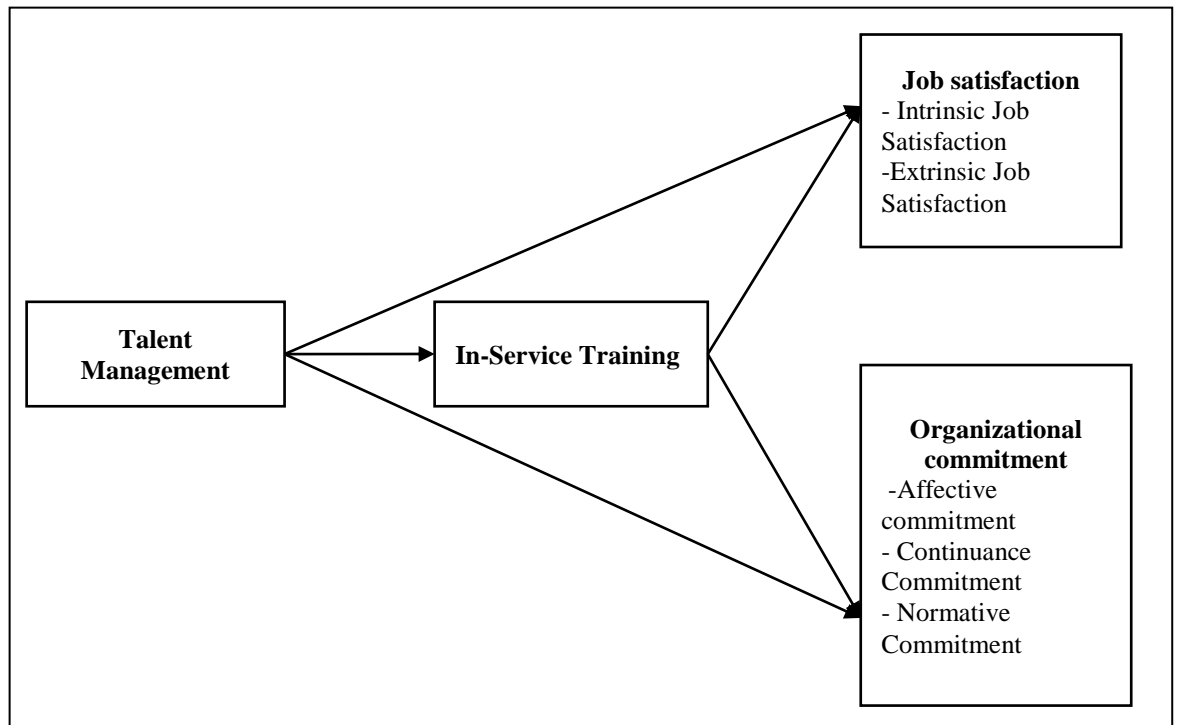 Job satisfaction
- Intrinsic Job
Satisfaction
-Extrinsic Job
Satisfaction
Talent
Management
In-Service Training
Organizational
commitment
-Affective
commitment
- Continuance
Commitment
- Normative
Commitment